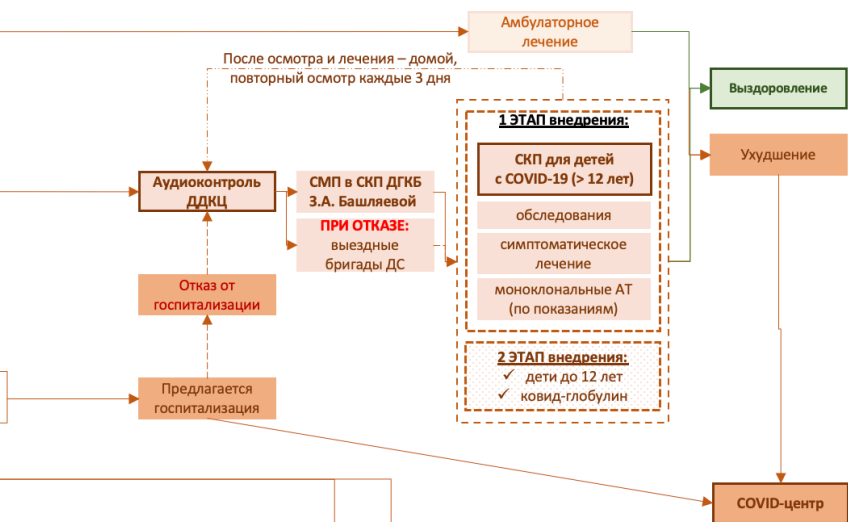 Амбулаторное
лечение
После осмотра и лечения – домой,
повторный осмотр каждые 3 дня
Выздоровление
1 ЭТАП внедрения:
СКП для детей
с COVID-19 (> 12 лет)
Ухудшение
Аудиоконтроль
ДДКЦ
СМП в СКП ДГКБ
З.А. Башляевой
ПРИ ОТКАЗЕ:
выездные
бригады ДС
обследования
симптоматическое
лечение
моноклональные АТ
(по показаниям)
Отказ от
госпитализации
2 ЭТАП внедрения:
✓ дети до 12 лет
✓ ковид-глобулин
Предлагается
госпитализация
COVID-центр